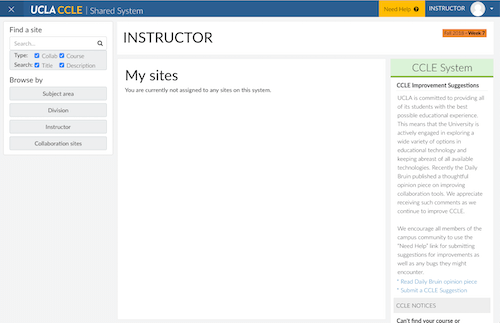 UCLA CCLE | Shared System
Need Help
INSTRUCTOR
Find a site
Search...
Type: Collab Course
Search: Title Description
Browse by
Subject area
Division
Instructor
Collaboration sites
INSTRUCTOR
Fall 2018 - Week 7
My sites
You are currently not assigned to any sites on this system.
CCLE System
CCLE Improvement Suggestions
UCLA is committed to providing all
of its students with the best
possible educational experience.
This means that the University is
actively engaged in exploring a
wide variety of options in
educational technology and
keeping abreast of all available
technologies. Recently the Daily
Bruin published a thoughtful
opinion piece on improving
collaboration tools. We appreciate
receiving such comments as we
continue to improve CCLE.
We encourage all members of the
campus community to use the
"Need Help" link for submitting
suggestions for improvements as
well as any bugs they might
encounter.
* Read Daily Bruin opinion piece
* Submit a CCLE Suggestion
CCLE NOTICES
Can't find your course or